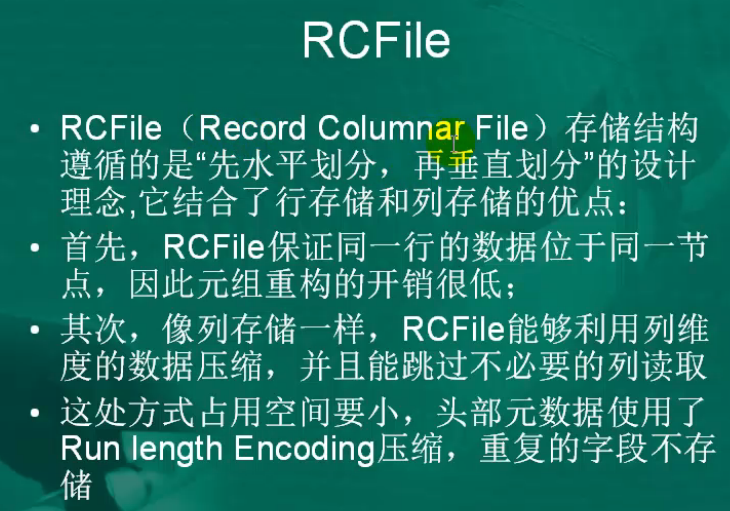 RCFile
• RCFile（Record Columnar File）存储结构
遵循的是“先水平划分，再垂直划分”的设计
理念,它结合了行存储和列存储的优点：
• 首先，RCFile保证同一行的数据位于同一节
点，因此元组重构的开销很低；
• 其次，像列存储一样，RCFile能够利用列维
度的数据压缩，并且能跳过不必要的列读取
• 这处方式占用空间要小，头部元数据使用了
Run length Encoding压缩，重复的字段不存
储